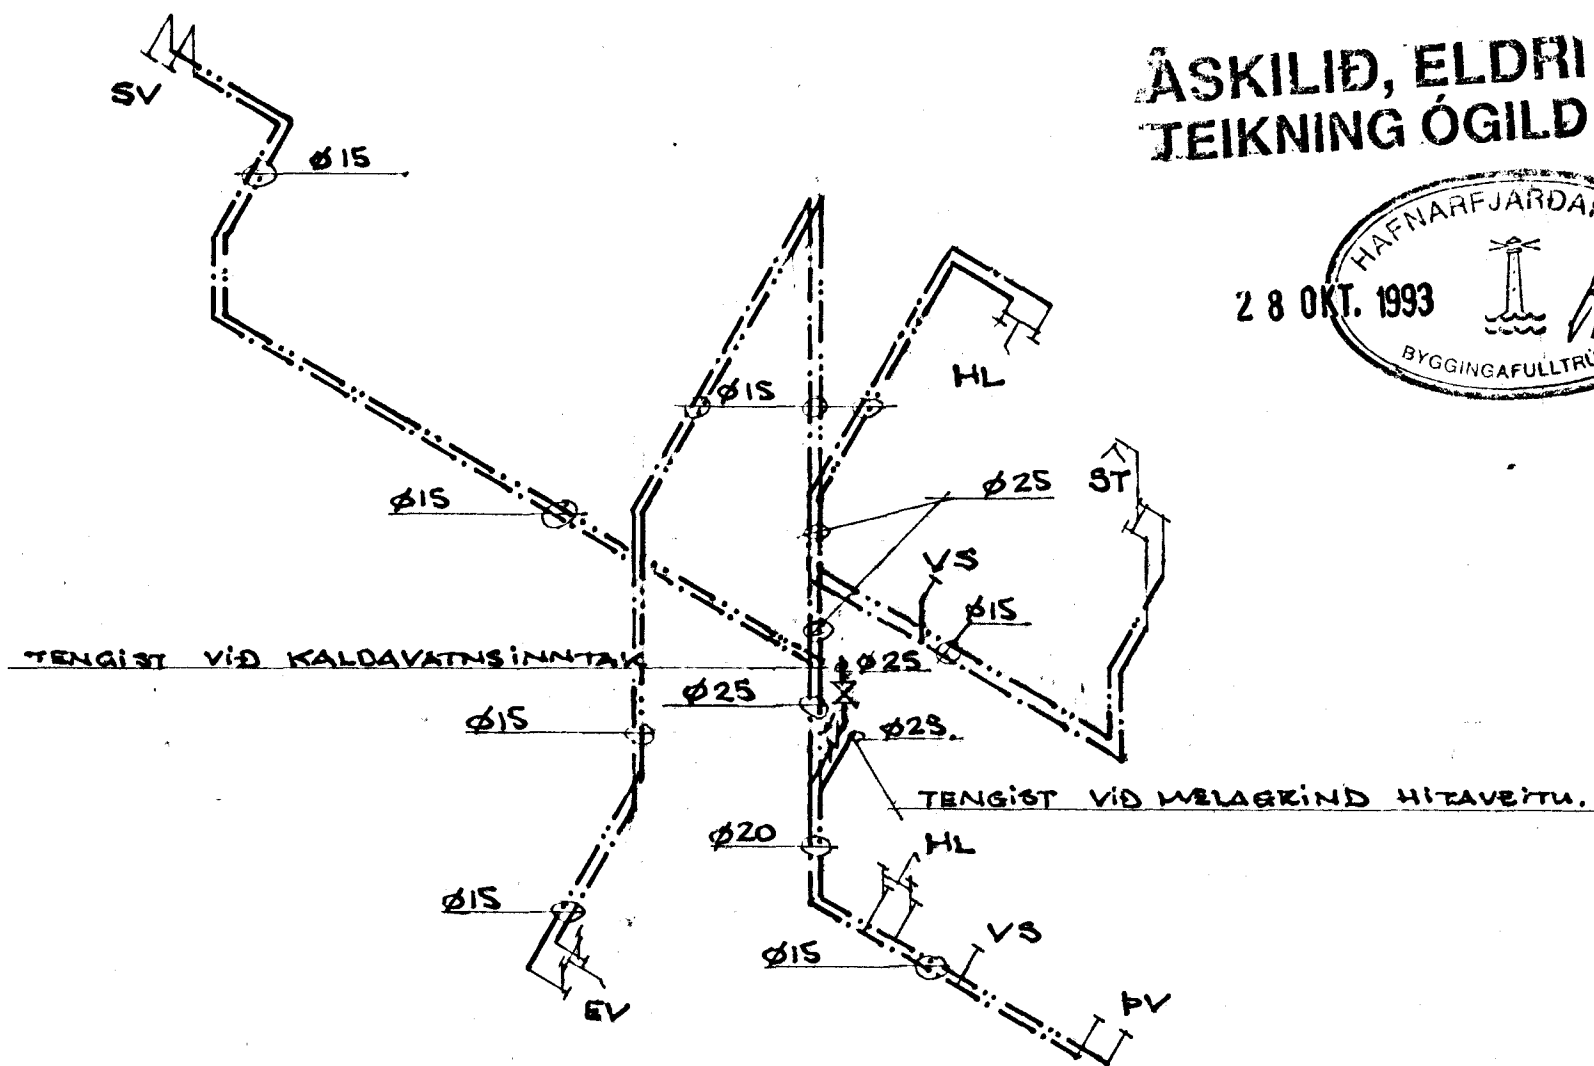 ÁSKILIÐ, ELDRI
TEIKNING ÓGILD
HAFNARFJARÐA
28 OKT. 1993
BYGGINGAFULLTRÚ
SV
ø15
HL
ø15
ø15
ø25
ST
VS
ø15
TENGIST VIÐ KALDAVATNSINNTAK
ø25
ø25
ø15
ø25.
TENGIST VIÐ MÆLAGRIND HITAVEITU.
ø20
HL
ø15
VS
ø15
EV
ÞV